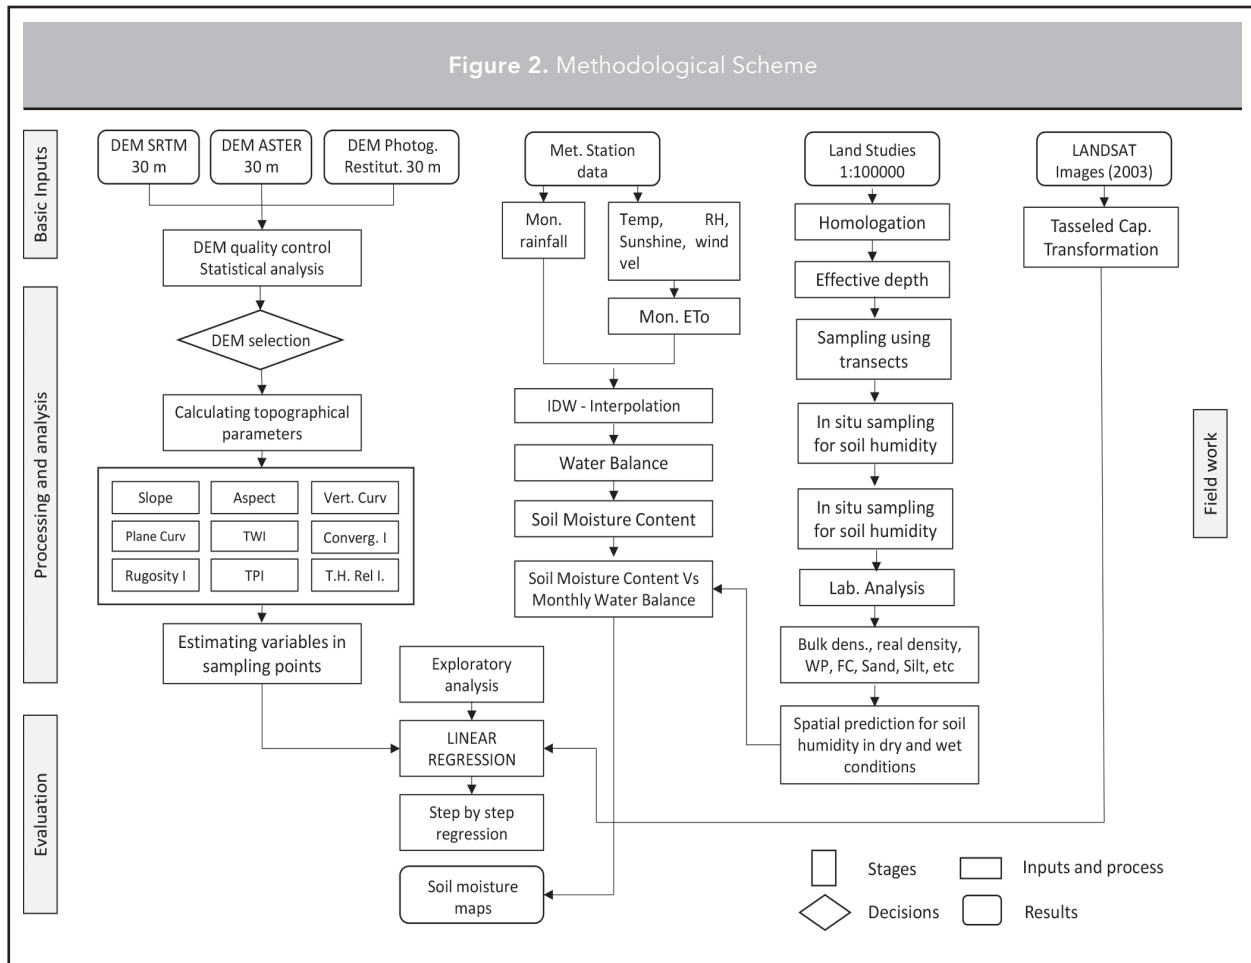 Figure 2. Methodological Scheme
Basic Inputs
DEM SRTM
30 m
DEM ASTER
30 m
DEM Photog.
Restitut. 30 m
DEM quality control
Statistical analysis
Met. Station
data
Mon.
rainfall
Temp, RH,
Sunshine, wind
vel
Land Studies
1:100000
Homologation
LANDSAT
Images (2003)
Tasseled Cap.
Transformation
Processing and analysis
DEM selection
Calculating topographical
parameters
Slope
Aspect
Vert. Curv
Plane Curv
TWI
Converg. I
Rugosity I
TPI
T.H. Rel I.
Estimating variables in
sampling points
Mon. ETo
IDW - Interpolation
Water Balance
Soil Moisture Content
Soil Moisture Content Vs
Monthly Water Balance
Effective depth
Sampling using
transects
In situ sampling
for soil humidity
In situ sampling
for soil humidity
Lab. Analysis
Bulk dens., real density,
WP, FC, Sand, Silt, etc
Spatial prediction for soil
humidity in dry and wet
conditions
Field work
Evaluation
Exploratory
analysis
LINEAR
REGRESSION
Step by step
regression
Soil moisture
maps
Stages
Inputs and process
Decisions
Results